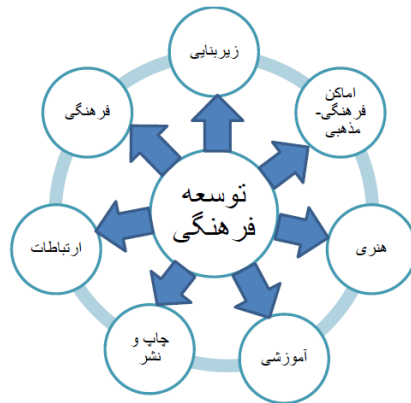 زیربنایی
اماکن
فرهنگی-
مذهبی
هنری
آموزشی
چاپ و
نشر
ارتباطات
فرهنگی
توسعه
فرهنگی